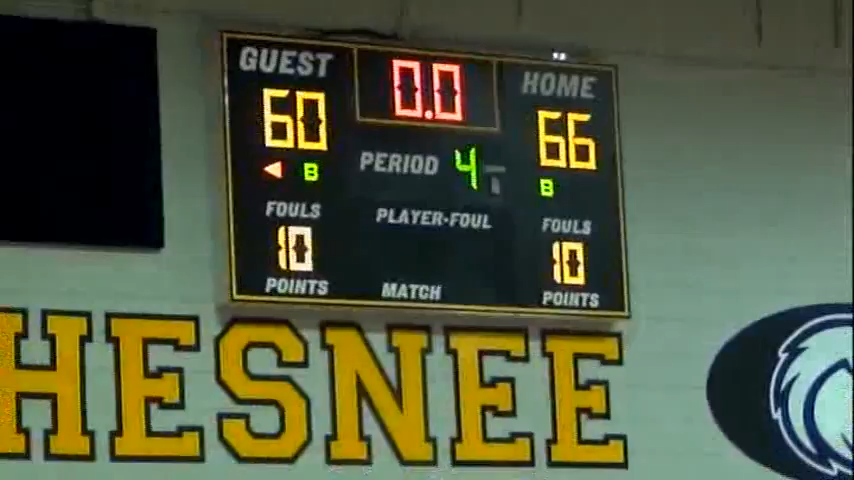 GUEST 0.0 HOME
60 66
PERIOD 4
B B
FOULS PLAYER-FOUL FOULS
10 10
POINTS MATCH POINTS
HESNEE